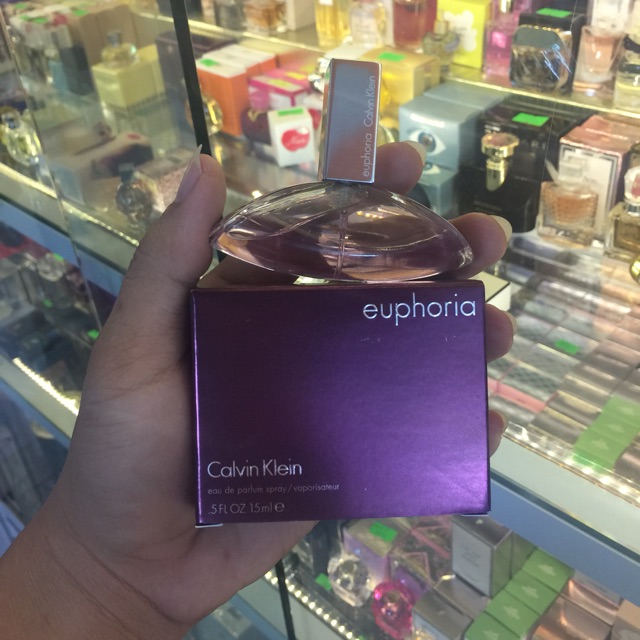 euphoria Calvin Klein
euphoria
Calvin Klein
eau de parfum spray/vaporisateur
.5 FL OZ 15ml ℮